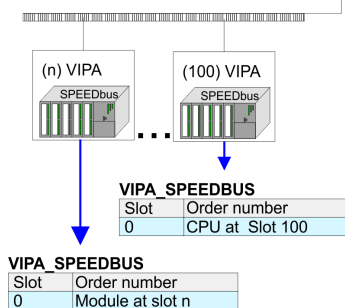 (n) VIPA
(100) VIPA
SPEEDbus
SPEEDbus
...
VIPA_SPEEDBUS
Slot Order number
0 CPU at Slot 100
VIPA_SPEEDBUS
Slot Order number
0 Module at slot n